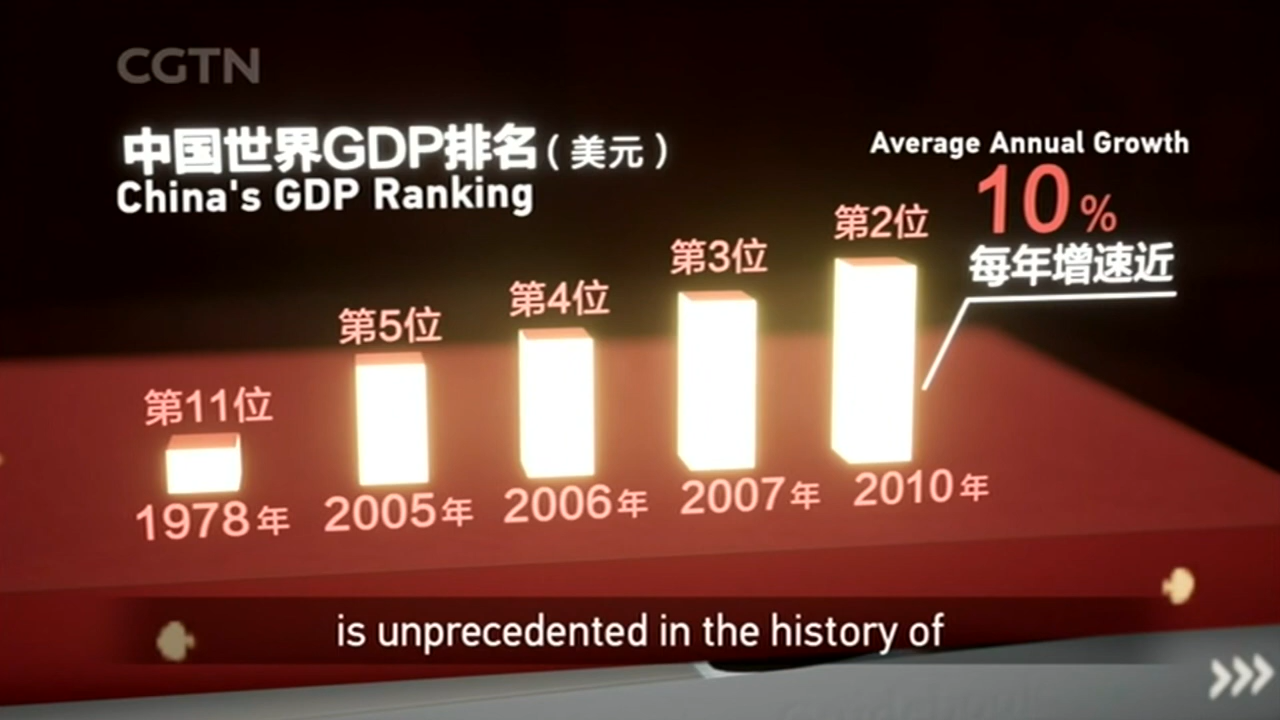 CGTN
中国世界GDP排名(美元)
China's GDP Ranking
Average Annual Growth
10%
每年增速近
第11位
第5位
第4位
第3位
第2位
1978年
2005年
2006年
2007年
2010年
is unprecedented in the history of